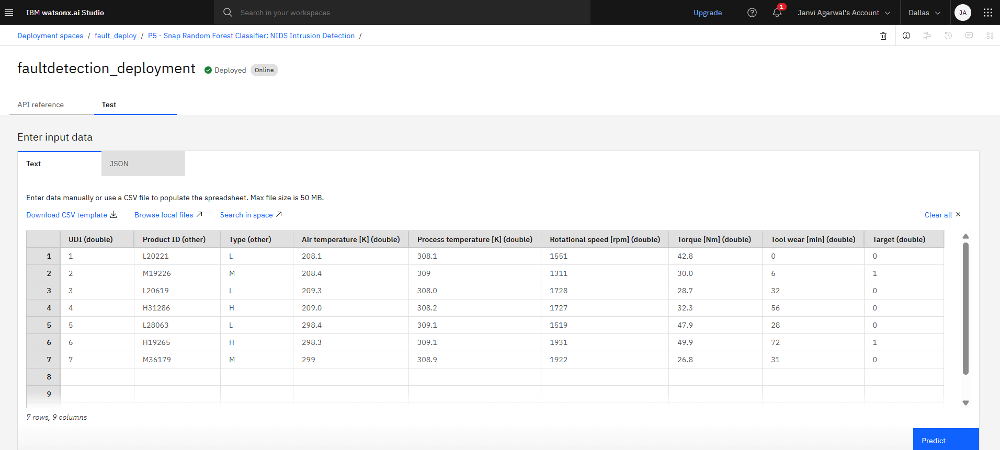 IBM watsonx.ai Studio
Search in your workspaces
Upgrade
1
Janvi Agarwal's Account
Dallas
JA
Deployment spaces / fault_deploy / P5 - Snap Random Forest Classifier: NIDS Intrusion Detection /
faultdetection_deployment
Deployed
Online
API reference
Test
Enter input data
Text
JSON
Enter data manually or use a CSV file to populate the spreadsheet. Max file size is 50 MB.
Download CSV template
Browse local files
Search in space
Clear all
UDI (double) Product ID (other) Type (other) Air temperature [K] (double) Process temperature [K] (double) Rotational speed [rpm] (double) Torque [Nm] (double) Tool wear [min] (double) Target (double)
1 1 L20221 L 208.1 308.1 1551 42.8 0 0
2 2 M19226 M 208.4 309 1311 30.0 6 1
3 3 L20619 L 209.3 308.0 1728 28.7 32 0
4 4 H31286 H 209.0 308.2 1727 32.3 56 0
5 5 L28063 L 298.4 309.1 1519 47.9 28 0
6 6 H19265 H 298.3 309.1 1931 49.9 72 1
7 7 M36179 M 299 308.9 1922 26.8 31 0
8
9
7 rows, 9 columns
Predict